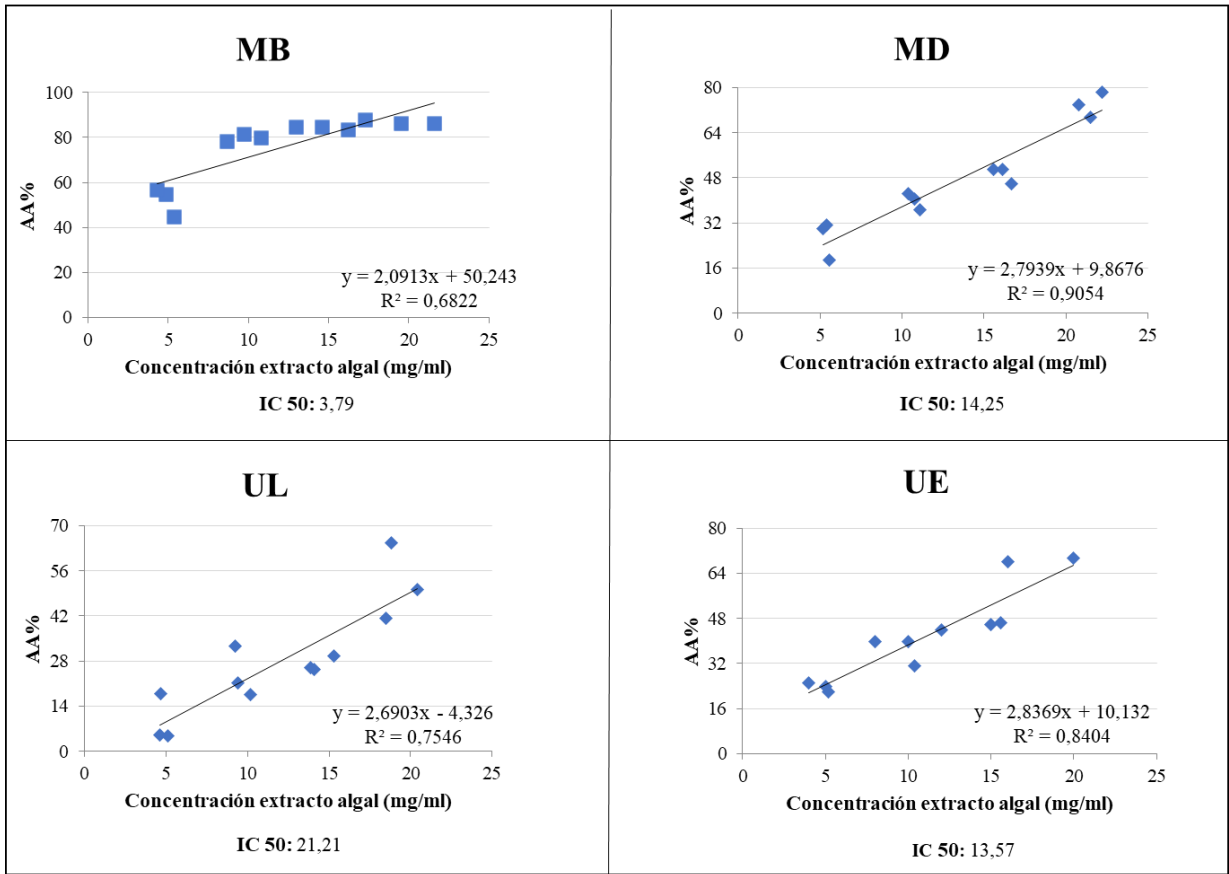 MB
100
80
60
40
20
0
AA%
y = 2,0913x + 50,243
R² = 0,6822
0 5 10 15 20 25
Concentración extracto algal (mg/ml)
IC 50: 3,79
MD
80
64
48
32
16
0
AA%
y = 2,7939x + 9,8676
R² = 0,9054
0 5 10 15 20 25
Concentración extracto algal (mg/ml)
IC 50: 14,25
UL
70
56
42
28
14
0
AA%
y = 2,6903x - 4,326
R² = 0,7546
0 5 10 15 20 25
Concentración extracto algal (mg/ml)
IC 50: 21,21
UE
80
64
48
32
16
0
AA%
y = 2,8369x + 10,132
R² = 0,8404
0 5 10 15 20 25
Concentración extracto algal (mg/ml)
IC 50: 13,57